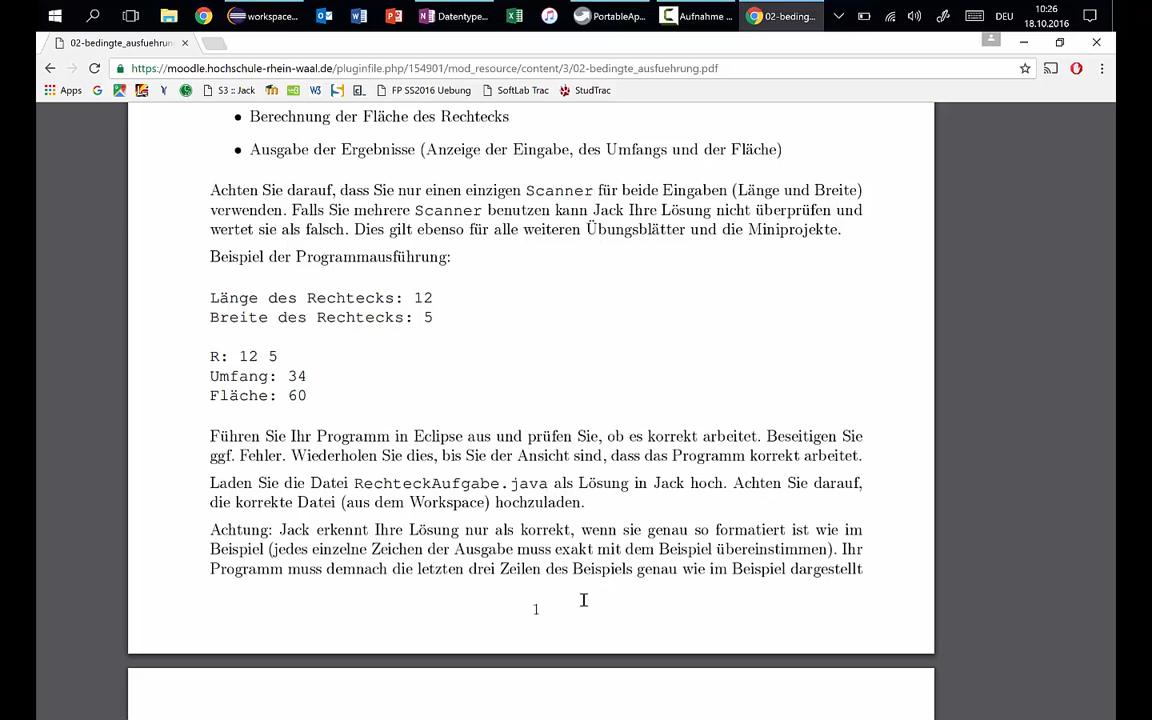 workspace...
Datentype...
PortableAp...
Aufnahme ...
02-beding...
DEU
10:26
18.10.2016
02-bedingte_ausfuehrun
https://moodle.hochschule-rhein-waal.de/pluginfile.php/154901/mod_resource/content/3/02-bedingte_ausfuehrung.pdf
Apps
S3 :: Jack
FP SS2016 Uebung
SoftLab Trac
StudTrac
• Berechnung der Fläche des Rechtecks
• Ausgabe der Ergebnisse (Anzeige der Eingabe, des Umfangs und der Fläche)
Achten Sie darauf, dass Sie nur einen einzigen Scanner für beide Eingaben (Länge und Breite)
verwenden. Falls Sie mehrere Scanner benutzen kann Jack Ihre Lösung nicht überprüfen und
wertet sie als falsch. Dies gilt ebenso für alle weiteren Übungsblätter und die Miniprojekte.
Beispiel der Programmausführung:
Länge des Rechtecks: 12
Breite des Rechtecks: 5
R: 12 5
Umfang: 34
Fläche: 60
Führen Sie Ihr Programm in Eclipse aus und prüfen Sie, ob es korrekt arbeitet. Beseitigen Sie
ggf. Fehler. Wiederholen Sie dies, bis Sie der Ansicht sind, dass das Programm korrekt arbeitet.
Laden Sie die Datei RechteckAufgabe.java als Lösung in Jack hoch. Achten Sie darauf,
die korrekte Datei (aus dem Workspace) hochzuladen.
Achtung: Jack erkennt Ihre Lösung nur als korrekt, wenn sie genau so formatiert ist wie im
Beispiel (jedes einzelne Zeichen der Ausgabe muss exakt mit dem Beispiel übereinstimmen). Ihr
Programm muss demnach die letzten drei Zeilen des Beispiels genau wie im Beispiel dargestellt
1